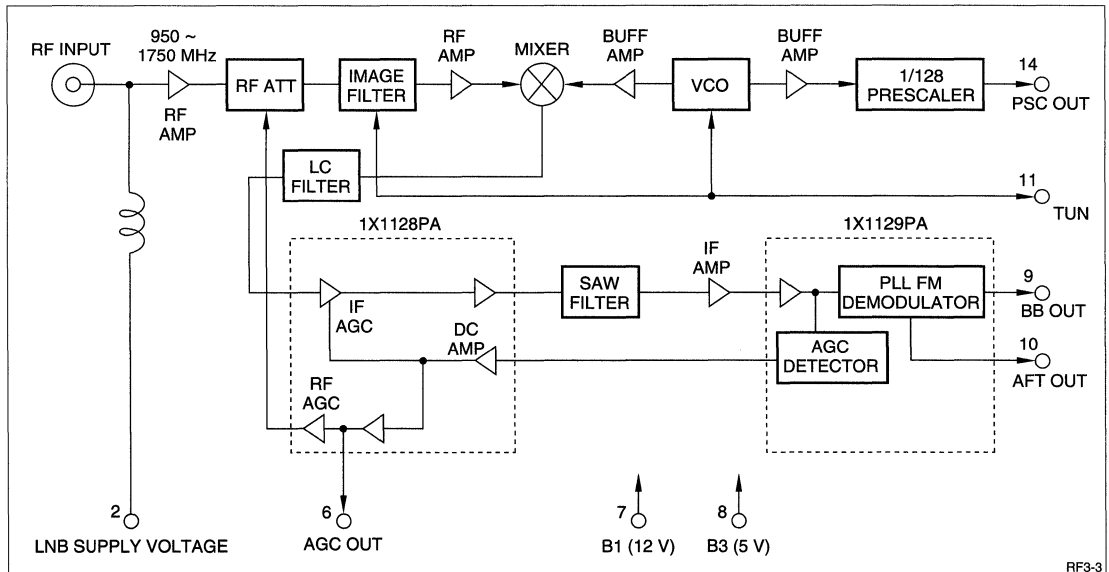 RF INPUT
950 ~
1750 MHz
RF
AMP
RF ATT
IMAGE
FILTER
RF
AMP
MIXER
BUFF
AMP
VCO
BUFF
AMP
1/128
PRESCALER
14
PSC OUT
LC
FILTER
11
TUN
1X1128PA
1X1129PA
IF
AGC
SAW
FILTER
IF
AMP
PLL FM
DEMODULATOR
9
BB OUT
DC
AMP
AGC
DETECTOR
10
AFT OUT
RF
AGC
2
LNB SUPPLY VOLTAGE
6
AGC OUT
7
B1 (12 V)
8
B3 (5 V)
RF3-3